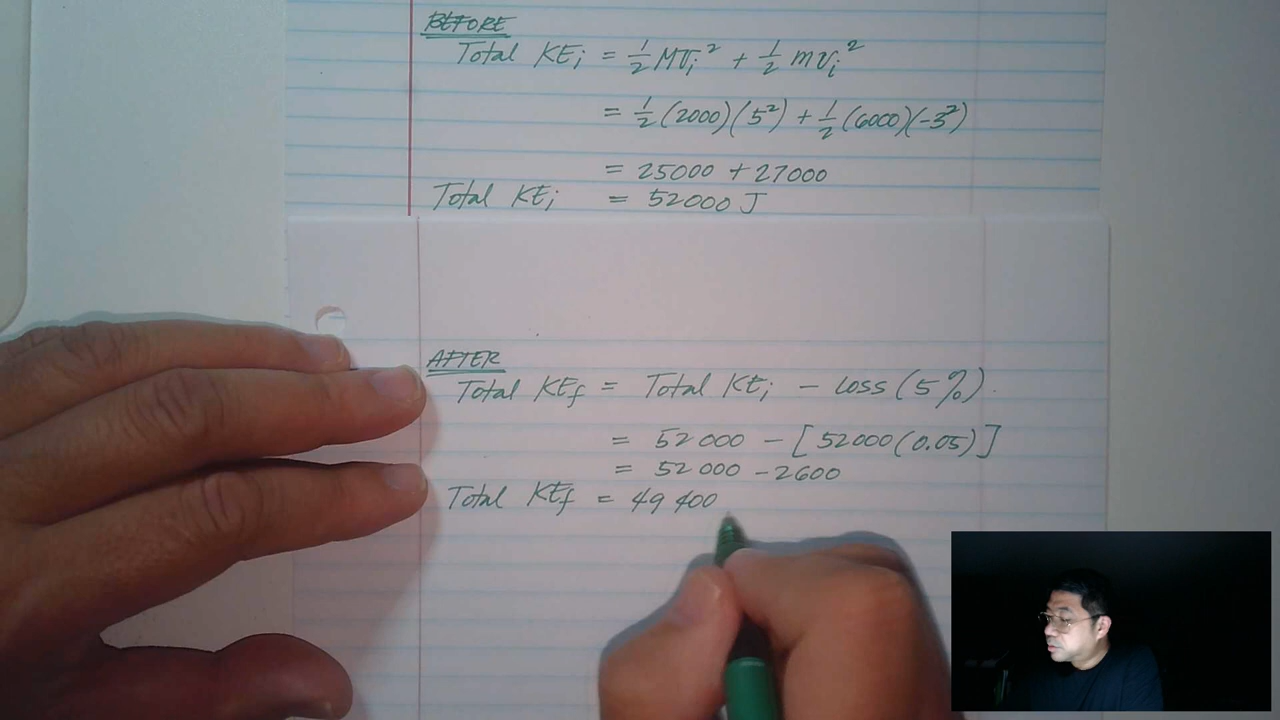 BEFORE
Total KEi = 1/2 MVi² + 1/2 mvi²
= 1/2 (2000)(5²) + 1/2 (6000)(-3²)
= 25000 + 27000
Total KEi = 52000 J
AFTER
Total KEf = Total KEi - Loss (5%).
= 52000 - [52000(0.05)]
= 52000 - 2600
Total KEf = 49400